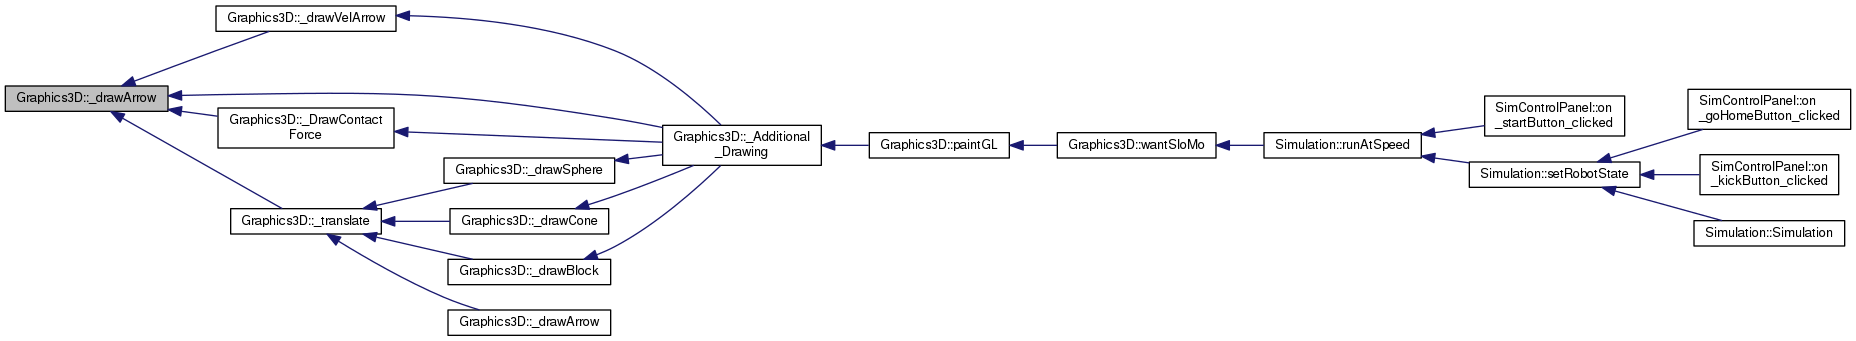 Graphics3D::_drawArrow
Graphics3D::_drawVelArrow
Graphics3D::_DrawContact
Force
Graphics3D::_translate
Graphics3D::_drawSphere
Graphics3D::_drawCone
Graphics3D::_drawBlock
Graphics3D::_drawArrow
Graphics3D::_Additional
_Drawing
Graphics3D::paintGL
Graphics3D::wantSloMo
Simulation::runAtSpeed
SimControlPanel::on
_startButton_clicked
Simulation::setRobotState
SimControlPanel::on
_goHomeButton_clicked
SimControlPanel::on
_kickButton_clicked
Simulation::Simulation